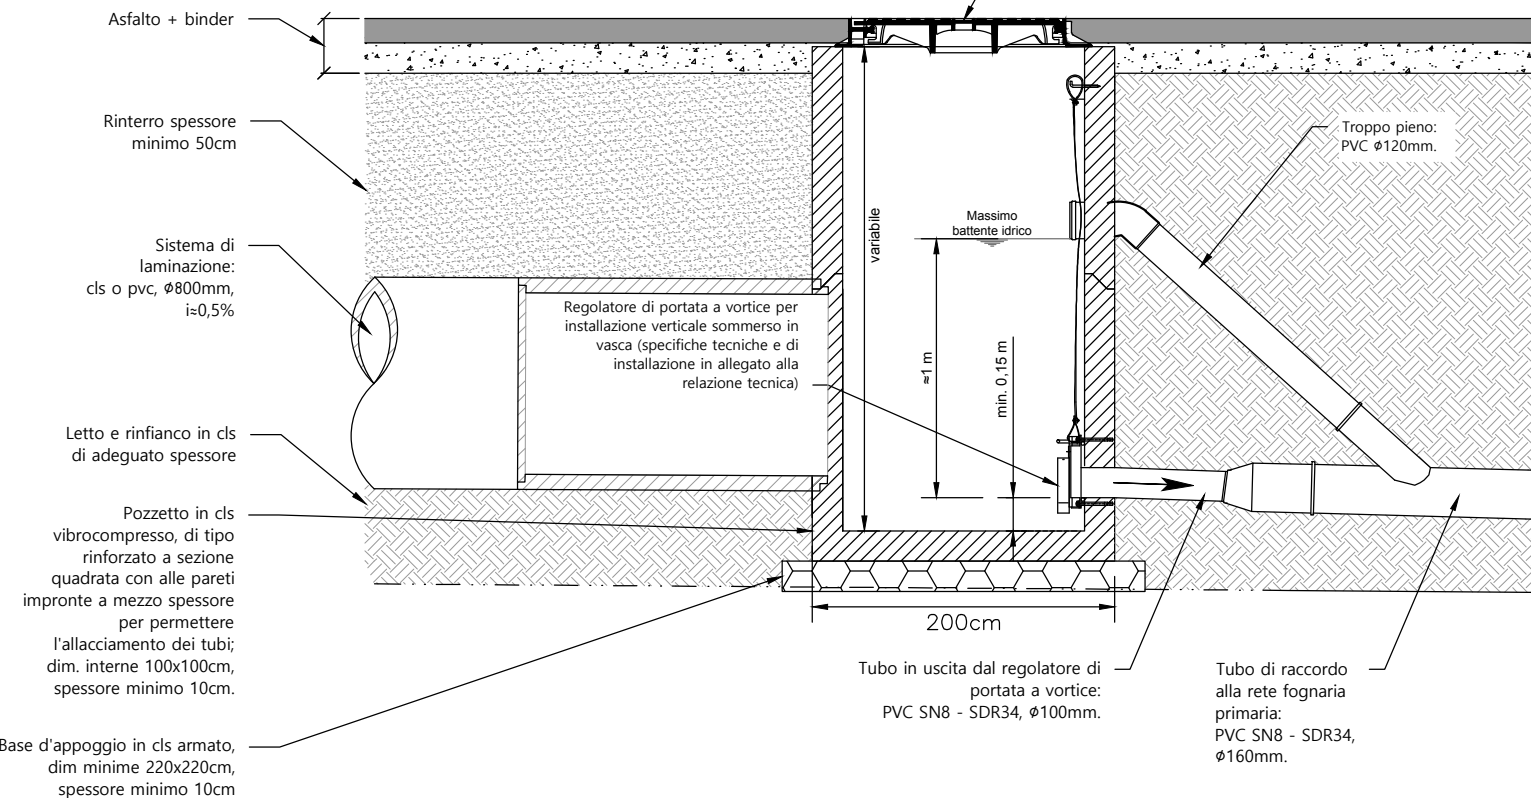 Asfalto + binder
Rinterro spessore
minimo 50cm
Sistema di
laminazione:
cls o pvc, ϕ800mm,
i≈0,5%
Letto e rinfianco in cls
di adeguato spessore
Pozzetto in cls
vibrocompresso, di tipo
rinforzato a sezione
quadrata con alle pareti
impronte a mezzo spessore
per permettere
l'allacciamento dei tubi;
dim. interne 100x100cm,
spessore minimo 10cm.
Base d'appoggio in cls armato,
dim minime 220x220cm,
spessore minimo 10cm
Regolatore di portata a vortice per
installazione verticale sommerso in
vasca (specifiche tecniche e di
installazione in allegato alla
relazione tecnica)
variabile
Massimo
battente idrico
≈1 m
min. 0,15 m
200cm
Troppo pieno:
PVC ϕ120mm.
Tubo in uscita dal regolatore di
portata a vortice:
PVC SN8 - SDR34, ϕ100mm.
Tubo di raccordo
alla rete fognaria
primaria:
PVC SN8 - SDR34,
ϕ160mm.